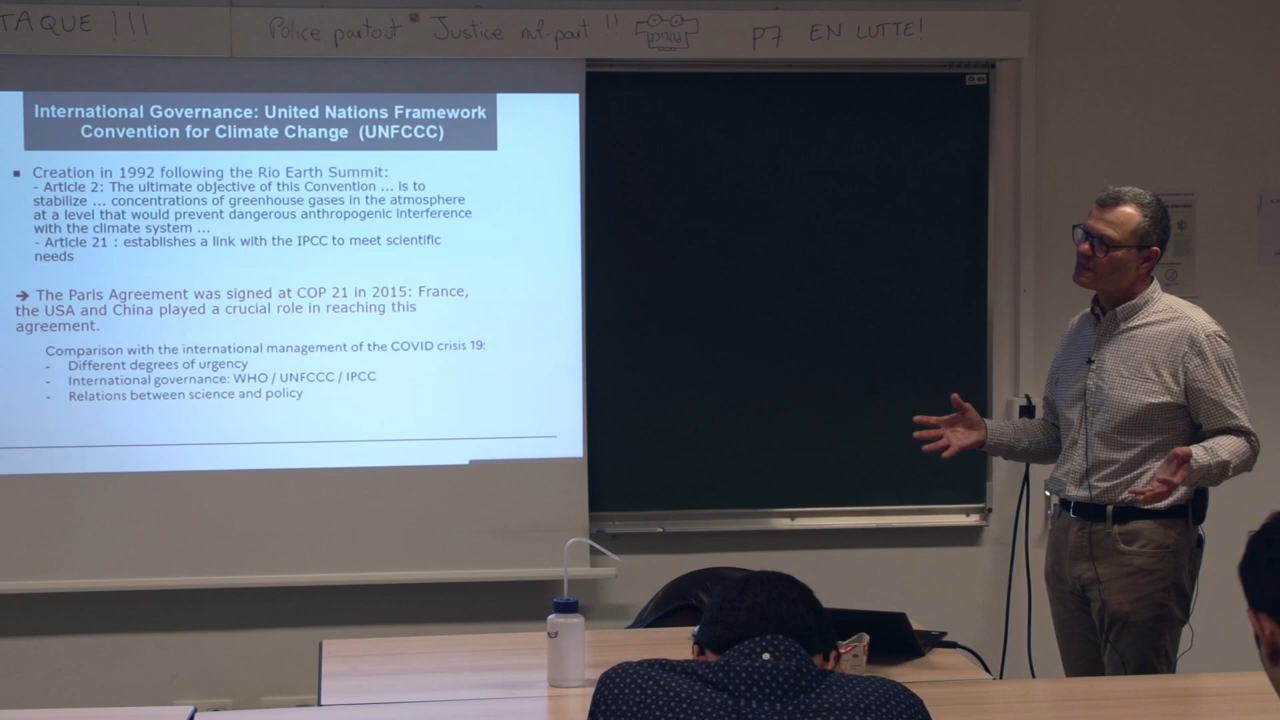 TAQUE !!!
Police partout Justice nul-part !!
POLICE
P7 EN LUTTE!
International Governance: United Nations Framework
Convention for Climate Change (UNFCCC)
Creation in 1992 following the Rio Earth Summit:
- Article 2: The ultimate objective of this Convention ... is to
stabilize ... concentrations of greenhouse gases in the atmosphere
at a level that would prevent dangerous anthropogenic interference
with the climate system ...
- Article 21 : establishes a link with the IPCC to meet scientific
needs
➔ The Paris Agreement was signed at COP 21 in 2015: France,
the USA and China played a crucial role in reaching this
agreement.
Comparison with the international management of the COVID crisis 19:
- Different degrees of urgency
- International governance: WHO / UNFCCC / IPCC
- Relations between science and policy